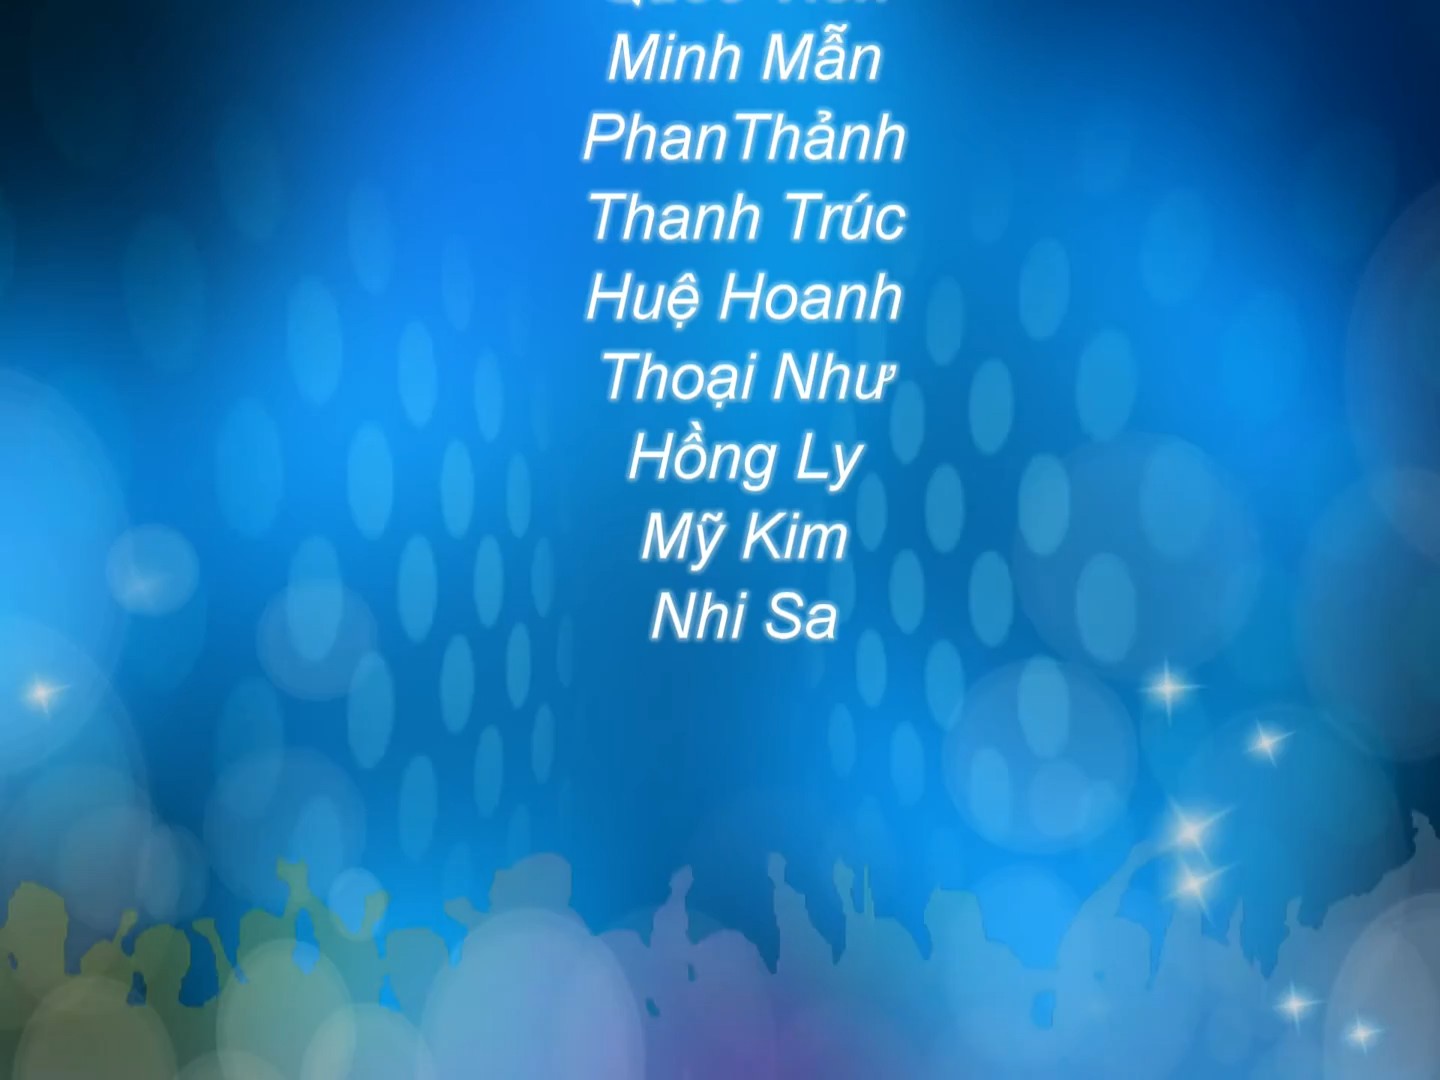 Minh Mẫn
PhanThảnh
Thanh Trúc
Huệ Hoanh
Thoại Như
Hồng Ly
Mỹ Kim
Nhi Sa